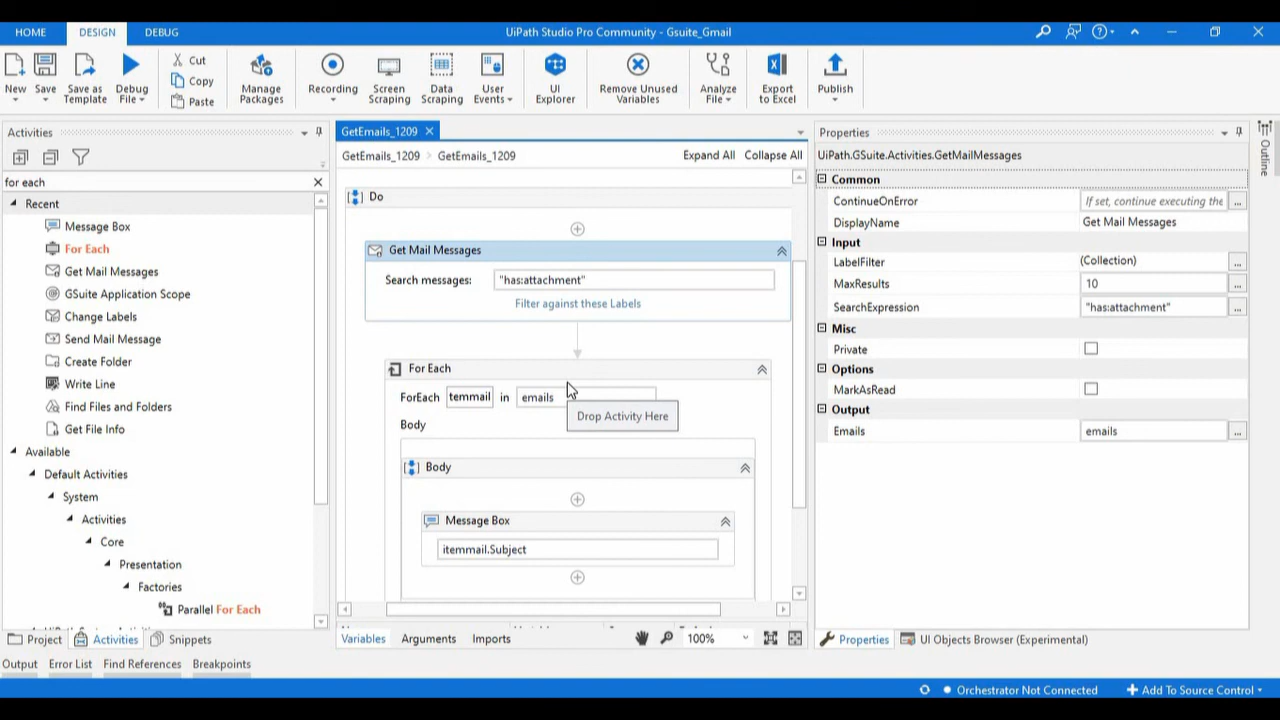 HOME DESIGN DEBUG UiPath Studio Pro Community - Gsuite_Gmail
New Save Save as Template Debug File Cut Copy Paste Manage Packages Recording Screen Scraping Data Scraping User Events UI Explorer Remove Unused Variables Analyze File Export to Excel Publish
Activities
for each
Recent
Message Box
For Each
Get Mail Messages
GSuite Application Scope
Change Labels
Send Mail Message
Create Folder
Write Line
Find Files and Folders
Get File Info
Available
Default Activities
System
Activities
Core
Presentation
Factories
Parallel For Each
Project Activities Snippets
GetEmails_1209
GetEmails_1209 > GetEmails_1209 Expand All Collapse All
Do
Get Mail Messages
Search messages: "has:attachment"
Filter against these Labels
For Each
ForEach temmail in emails
Drop Activity Here
Body
Body
Message Box
itemmail.Subject
Variables Arguments Imports 100%
Properties
UiPath.GSuite.Activities.GetMailMessages
Common
ContinueOnError If set, continue executing the ...
DisplayName Get Mail Messages
Input
LabelFilter (Collection) ...
MaxResults 10 ...
SearchExpression "has:attachment" ...
Misc
Private
Options
MarkAsRead
Output
Emails emails ...
Properties UI Objects Browser (Experimental)
Outline
Output Error List Find References Breakpoints
Orchestrator Not Connected Add To Source Control